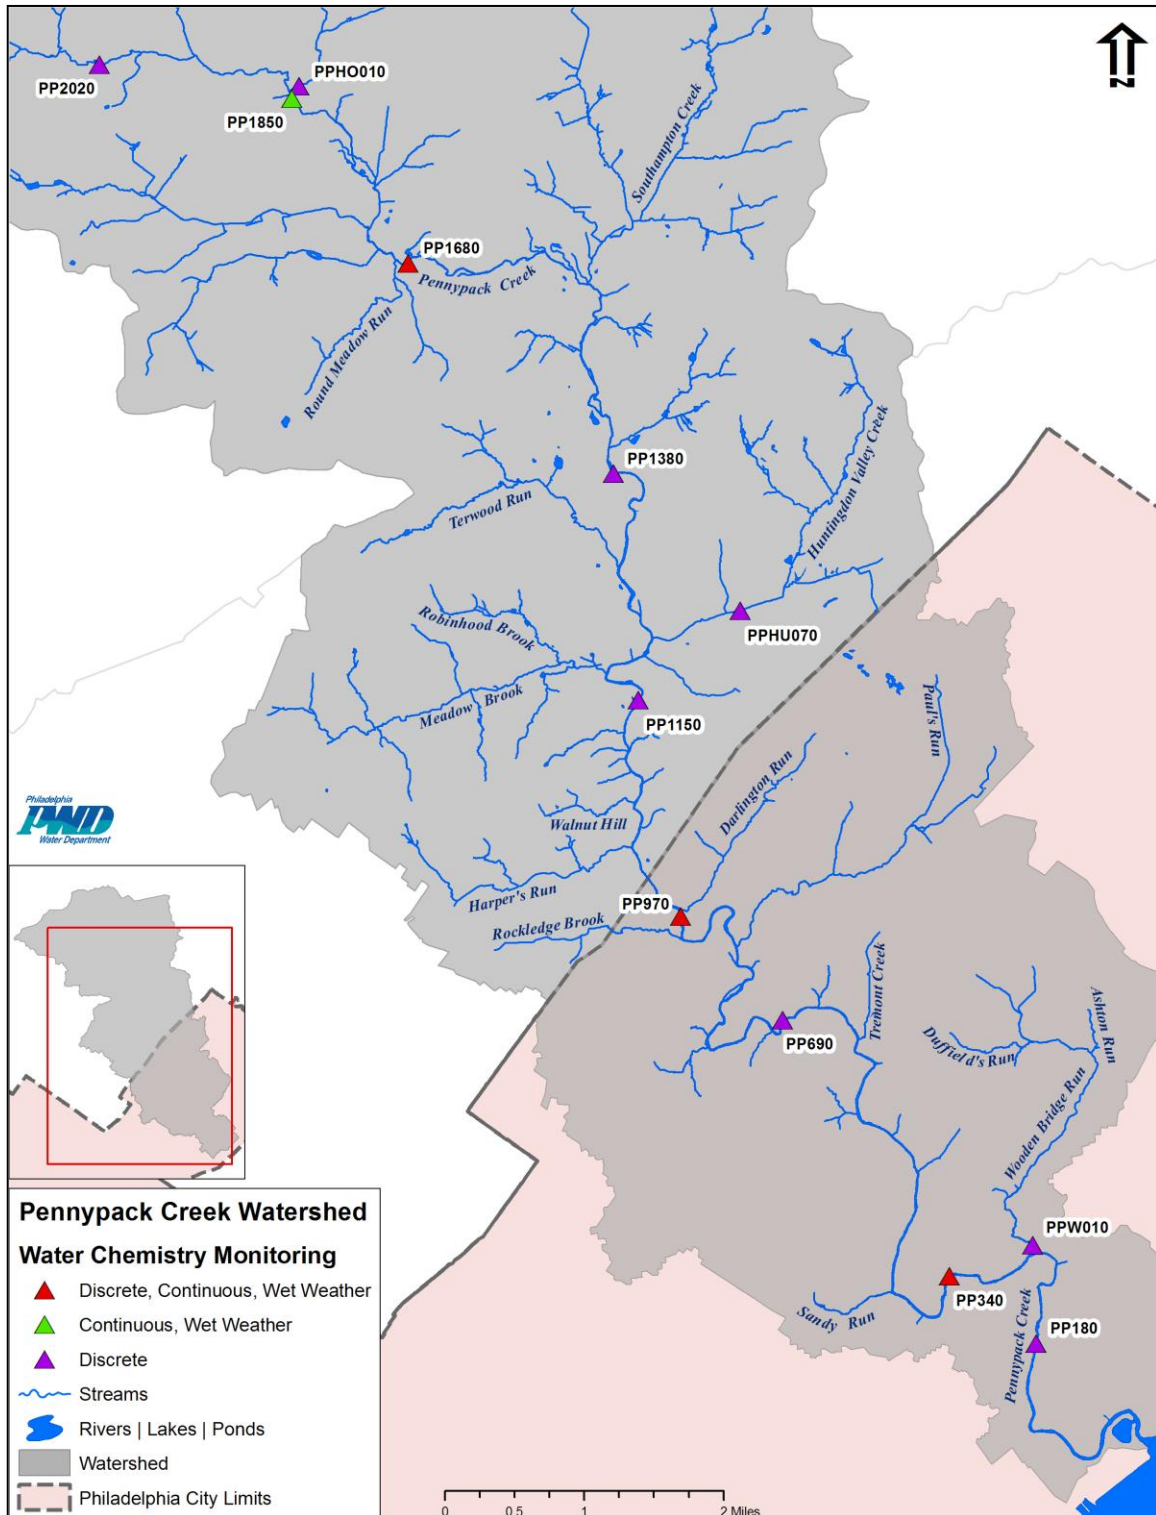 N
PP2020
PPHO010
PP1850
Southampton Creek
PP1680
Pennypack Creek
Round Meadow Run
PP1380
Huntingdon Valley Creek
Terwood Run
Robinhood Brook
PPHU070
Meadow Brook
PP1150
Paul's Run
Darlington Run
Walnut Hill
Harper's Run
PP970
Rockledge Brook
Tremont Creek
PP690
Duffield's Run
Ashton Run
Wooden Bridge Run
PPW010
PP340
Sandy Run
Pennypack Creek
PP180
Philadelphia
PWD
Water Department
Pennypack Creek Watershed
Water Chemistry Monitoring
Discrete, Continuous, Wet Weather
Continuous, Wet Weather
Discrete
Streams
Rivers | Lakes | Ponds
Watershed
Philadelphia City Limits
0 0.5 1 2 Miles